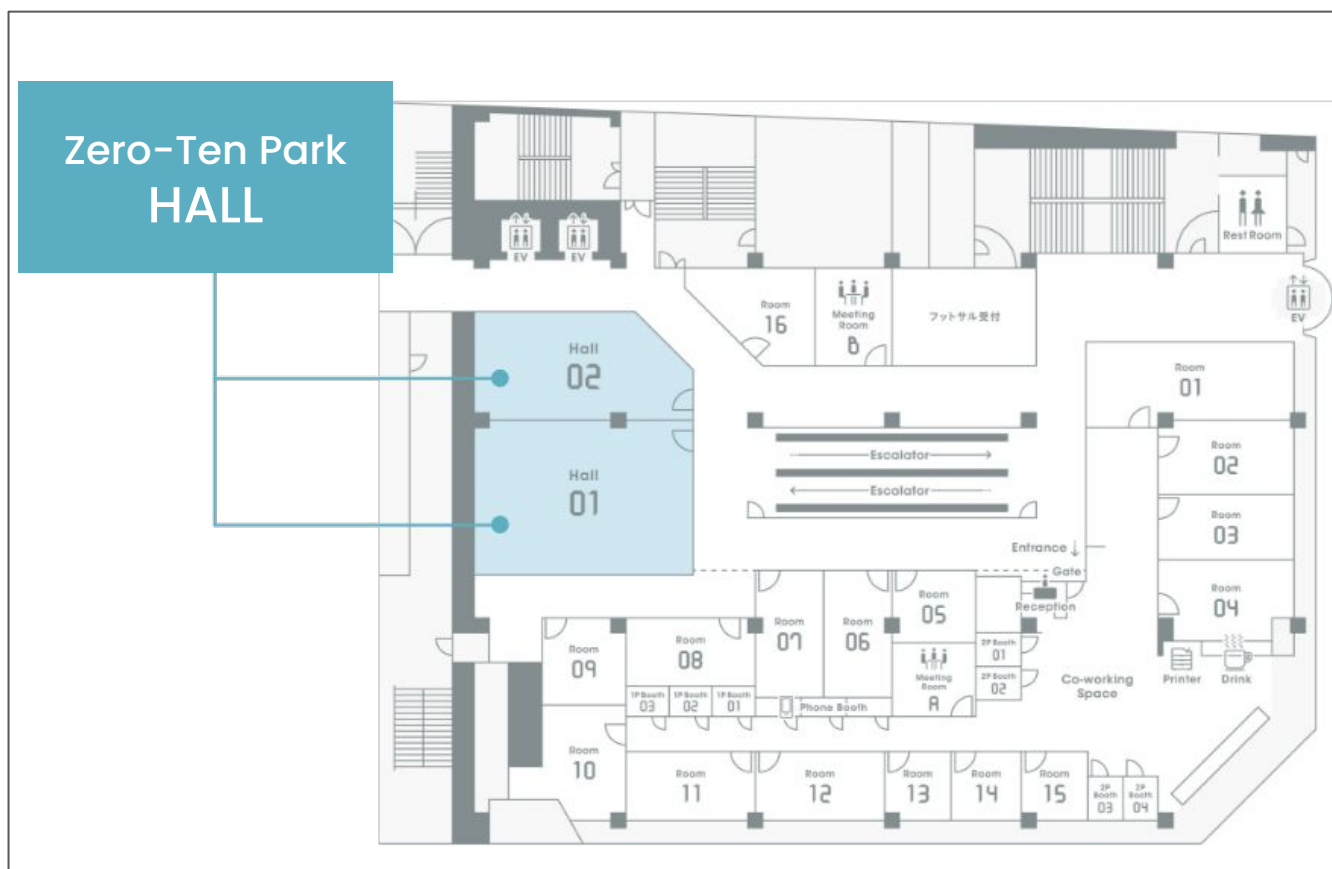 Zero-Ten Park
HALL
EV
EV
Rest Room
EV
Room
16
Meeting
Room
B
フットサル受付
Hall
02
Room
01
Escalator
Escalator
Room
02
Hall
01
Room
03
Entrance
Gate
Reception
Room
04
Room
05
Room
07
Room
06
Room
08
Room
09
2P Booth
01
2P Booth
02
Meeting
Room
A
Co-working
Space
Printer
Drink
1P Booth
03
1P Booth
02
1P Booth
01
Phone Booth
Room
10
Room
11
Room
12
Room
13
Room
14
Room
15
2P
Booth
03
2P
Booth
04